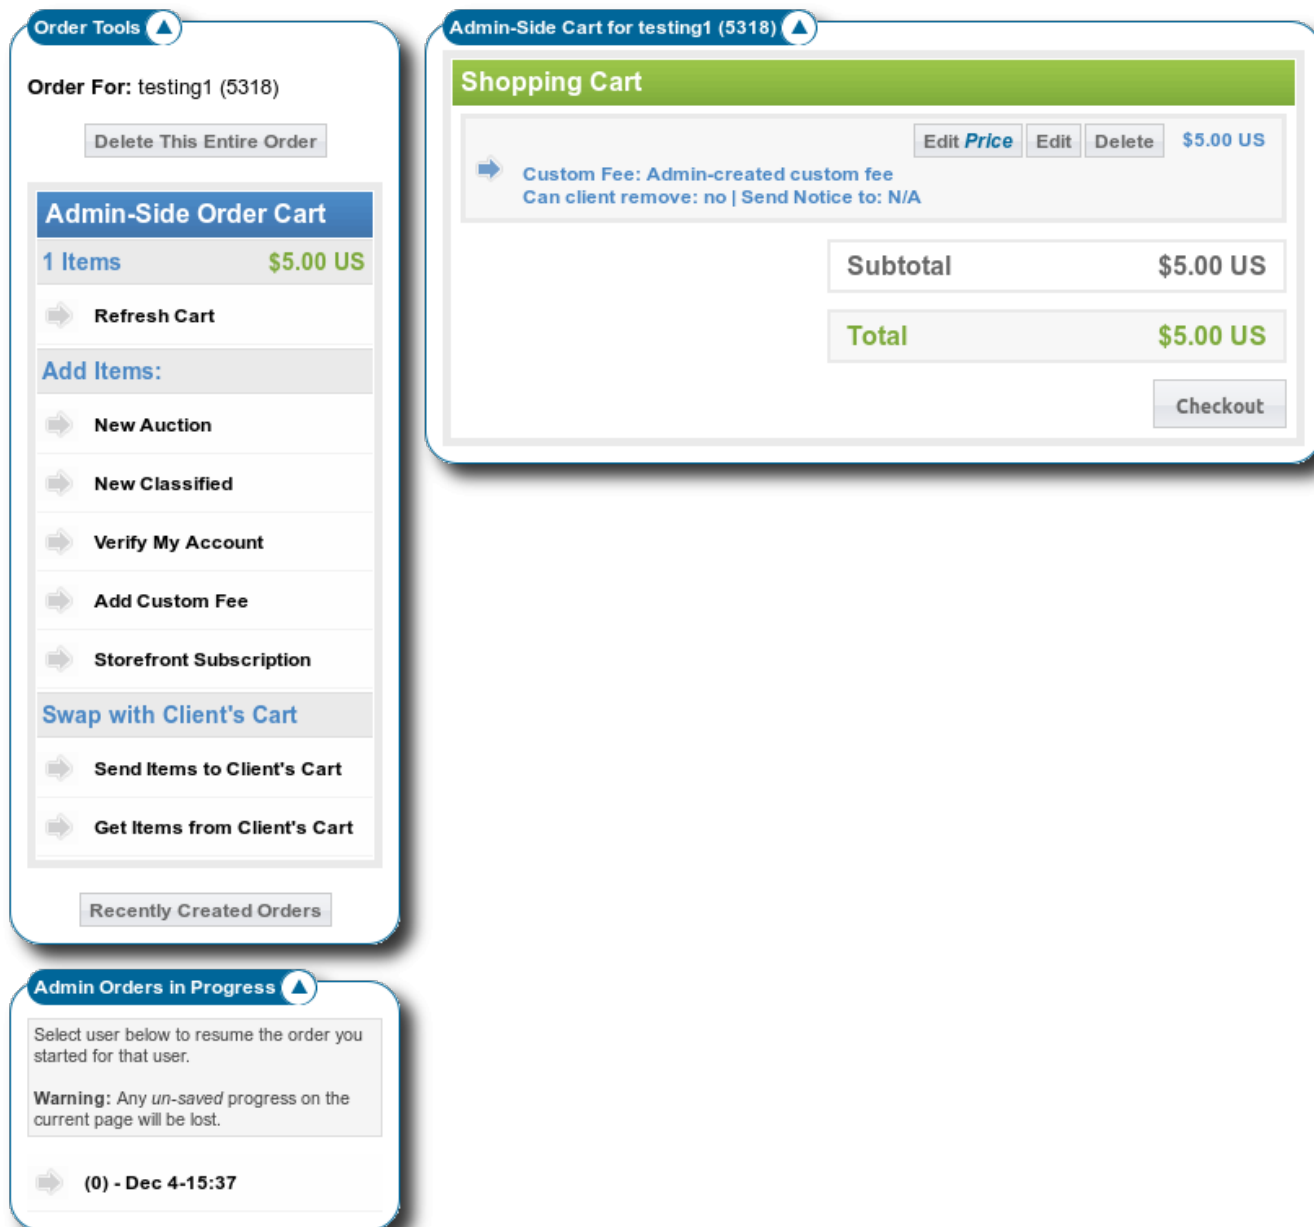 Order Tools
Order For: testing1 (5318)
Delete This Entire Order
Admin-Side Order Cart
1 Items $5.00 US
Refresh Cart
Add Items:
New Auction
New Classified
Verify My Account
Add Custom Fee
Storefront Subscription
Swap with Client's Cart
Send Items to Client's Cart
Get Items from Client's Cart
Recently Created Orders
Admin Orders in Progress
Select user below to resume the order you
started for that user.
Warning: Any un-saved progress on the
current page will be lost.
(0) - Dec 4-15:37
Admin-Side Cart for testing1 (5318)
Shopping Cart
Edit Price Edit Delete $5.00 US
Custom Fee: Admin-created custom fee
Can client remove: no | Send Notice to: N/A
Subtotal $5.00 US
Total $5.00 US
Checkout